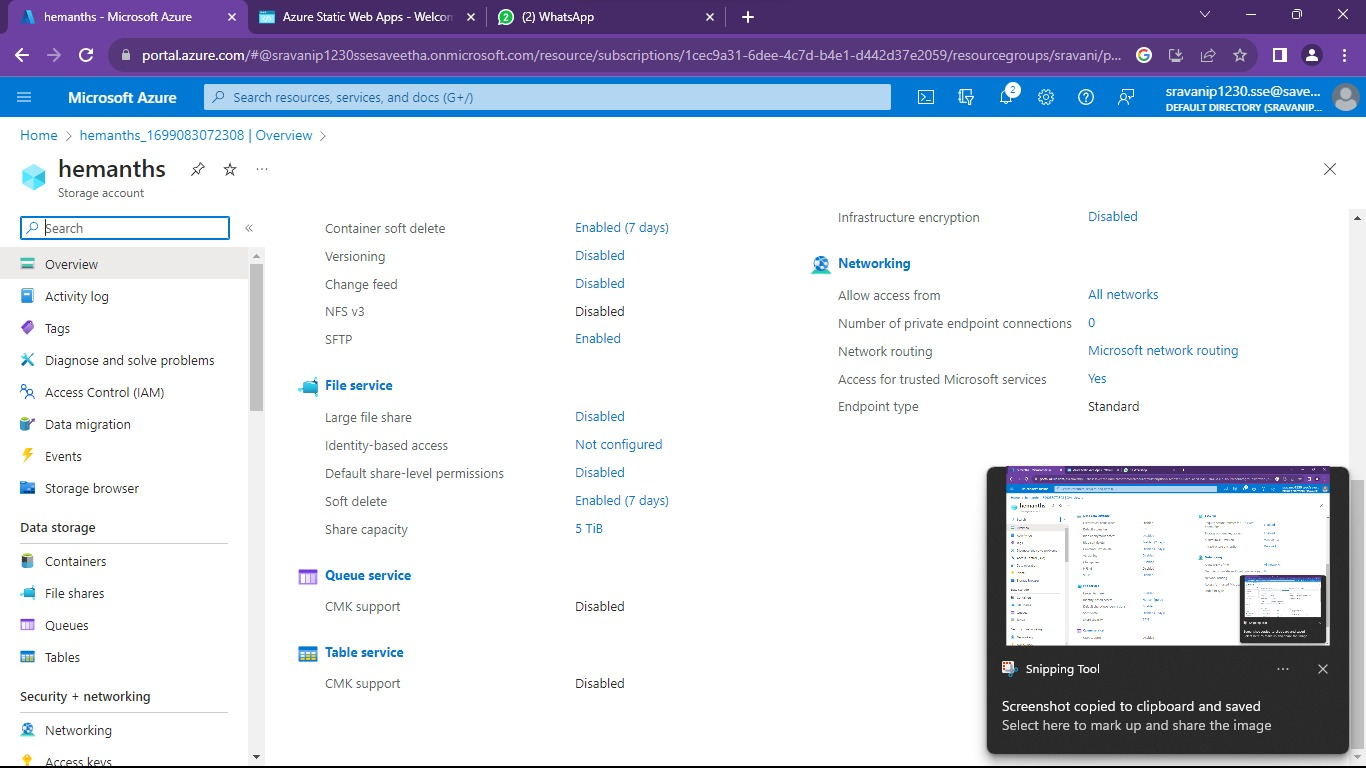 hemanths - Microsoft Azure
Azure Static Web Apps - Welcon
(2) WhatsApp
portal.azure.com/#@sravanip1230ssesaveetha.onmicrosoft.com/resource/subscriptions/1cec9a31-6dee-4c7d-b4e1-d442d37e2059/resourcegroups/sravani/p...
Microsoft Azure
Search resources, services, and docs (G+/)
2
sravanip1230.sse@save...
DEFAULT DIRECTORY (SRAVANIP...
Home > hemanths_1699083072308 | Overview >
hemanths
Storage account
Search
Overview
Activity log
Tags
Diagnose and solve problems
Access Control (IAM)
Data migration
Events
Storage browser
Data storage
Containers
File shares
Queues
Tables
Security + networking
Networking
Access keys
Container soft delete Enabled (7 days)
Versioning Disabled
Change feed Disabled
NFS v3 Disabled
SFTP Enabled
File service
Large file share Disabled
Identity-based access Not configured
Default share-level permissions Disabled
Soft delete Enabled (7 days)
Share capacity 5 TiB
Queue service
CMK support Disabled
Table service
CMK support Disabled
Infrastructure encryption Disabled
Networking
Allow access from All networks
Number of private endpoint connections 0
Network routing Microsoft network routing
Access for trusted Microsoft services Yes
Endpoint type Standard
Snipping Tool
Screenshot copied to clipboard and saved
Select here to mark up and share the image